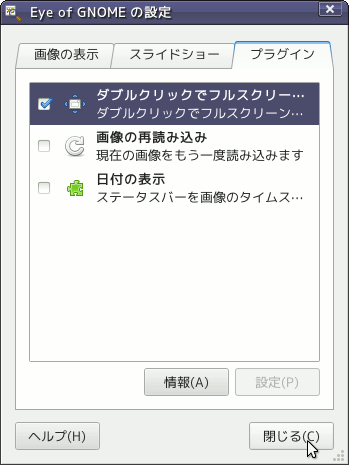 Eye of GNOME の設定
画像の表示 スライドショー プラグイン
ダブルクリックでフルスクリー…
ダブルクリックでフルスクリーン…
画像の再読み込み
現在の画像をもう一度読み込みます
日付の表示
ステータスバーを画像のタイムス…
情報(A) 設定(P)
ヘルプ(H) 閉じる(C)